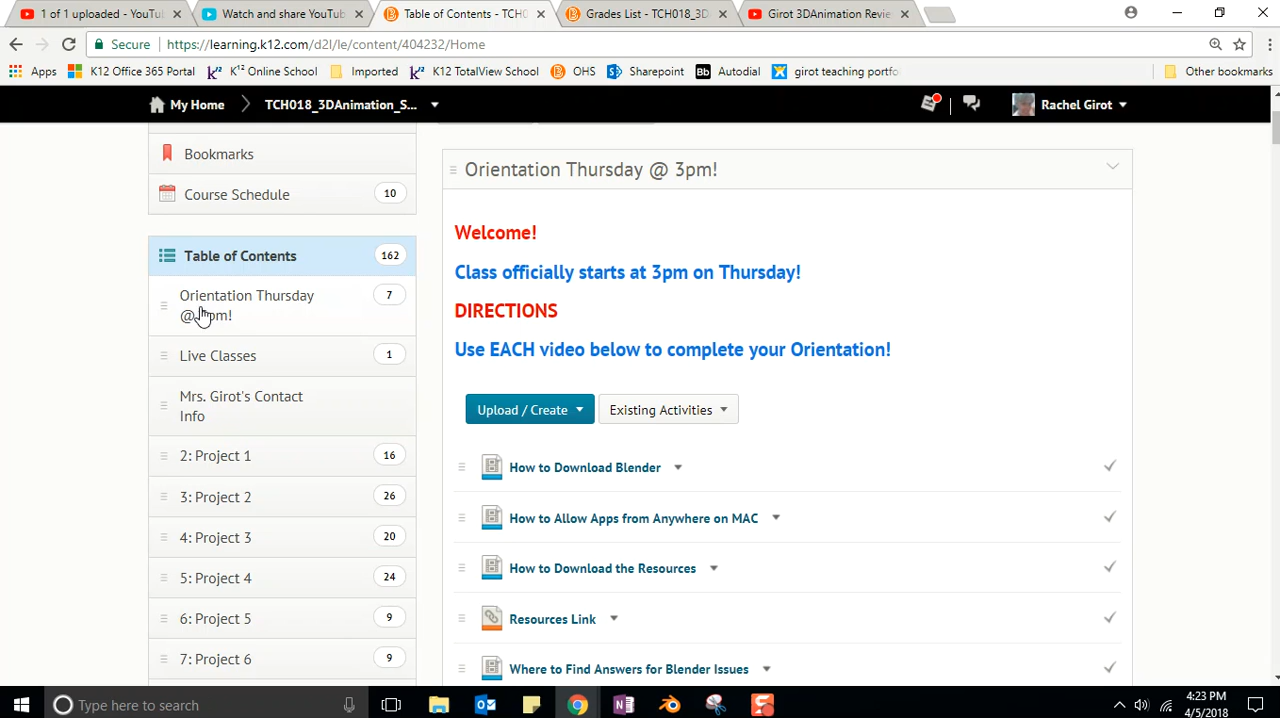 1 of 1 uploaded - YouTu
Watch and share YouTub
Table of Contents - TCH0
Grades List - TCH018_3D
Girot 3DAnimation Revie
Secure
https://learning.k12.com/d2l/le/content/404232/Home
Apps
K12 Office 365 Portal
K¹² Online School
Imported
K12 TotalView School
OHS
Sharepoint
Bb
Autodial
girot teaching portfo
Other bookmarks
My Home
TCH018_3DAnimation_S...
Rachel Girot
Bookmarks
Course Schedule
10
Table of Contents
162
Orientation Thursday
7
Live Classes
1
Mrs. Girot's Contact
Info
2: Project 1
16
3: Project 2
26
4: Project 3
20
5: Project 4
24
6: Project 5
9
7: Project 6
9
Orientation Thursday @ 3pm!
Welcome!
Class officially starts at 3pm on Thursday!
DIRECTIONS
Use EACH video below to complete your Orientation!
Upload / Create
Existing Activities
How to Download Blender
How to Allow Apps from Anywhere on MAC
How to Download the Resources
Resources Link
Where to Find Answers for Blender Issues
Type here to search
4:23 PM
4/5/2018